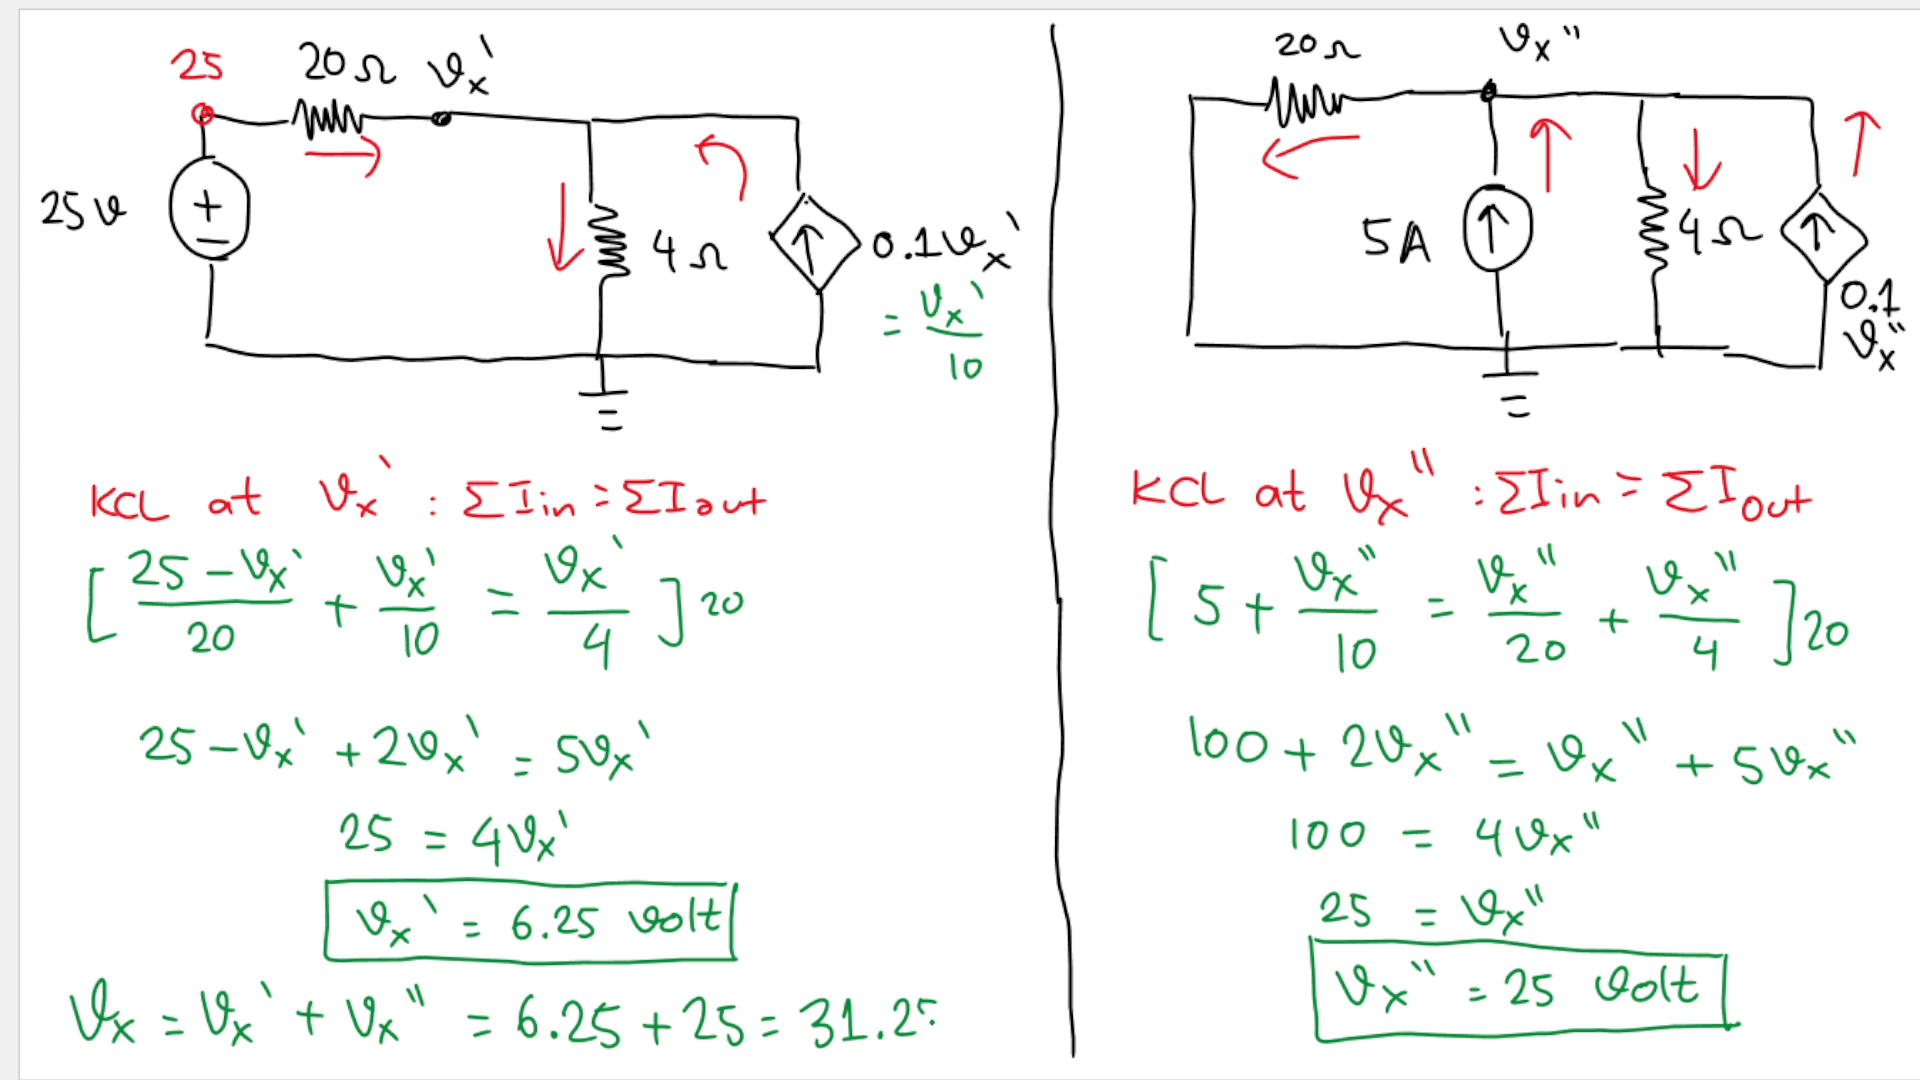 25 20Ω vx'
25v
+
−
4Ω
0.1vx'
= vx'/10
KCL at vx' : ΣIin = ΣIout
[ (25 − vx')/20 + vx'/10 = vx'/4 ] 20
25 − vx' + 2vx' = 5vx'
25 = 4vx'
vx' = 6.25 volt
vx = vx' + vx'' = 6.25 + 25 = 31.25
20Ω vx''
5A
4Ω
0.1
vx''
KCL at vx'' : ΣIin = ΣIout
[ 5 + vx''/10 = vx''/20 + vx''/4 ] 20
100 + 2vx'' = vx'' + 5vx''
100 = 4vx''
25 = vx''
vx'' = 25 volt